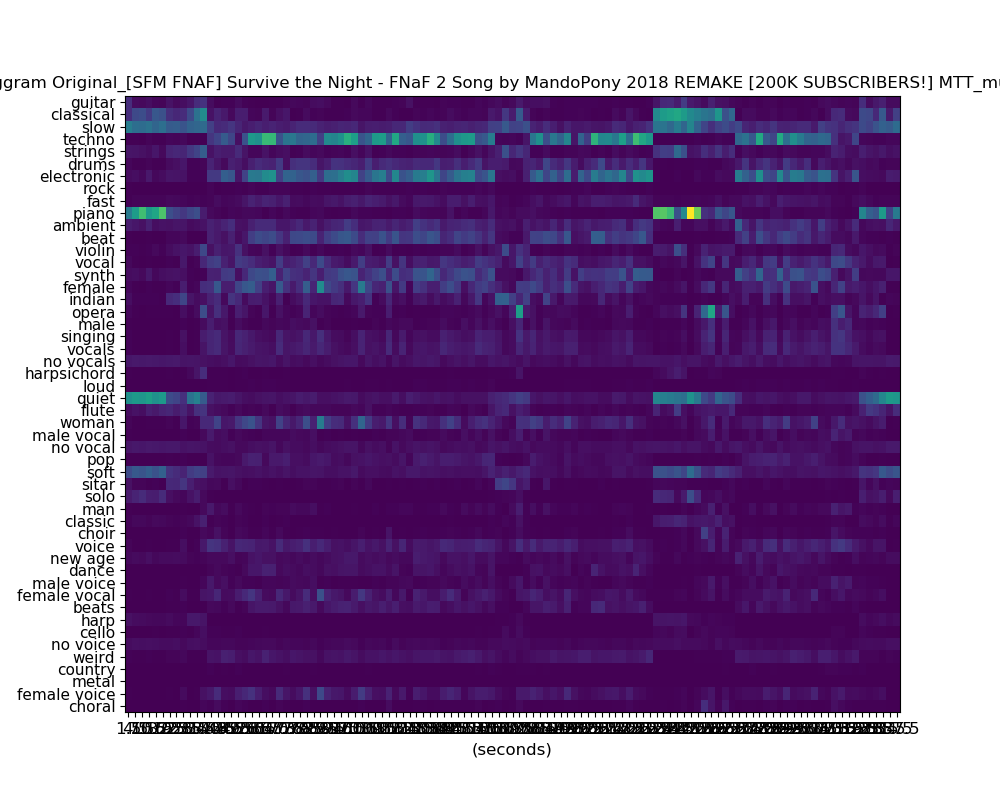 ggram Original_[SFM FNAF] Survive the Night - FNaF 2 Song by MandoPony 2018 REMAKE [200K SUBSCRIBERS!] MTT_mu
guitar
classical
slow
techno
strings
drums
electronic
rock
fast
piano
ambient
beat
violin
vocal
synth
female
indian
opera
male
singing
vocals
no vocals
harpsichord
loud
quiet
flute
woman
male vocal
no vocal
pop
soft
sitar
solo
man
classic
choir
voice
new age
dance
male voice
female vocal
beats
harp
cello
no voice
weird
country
metal
female voice
choral
(seconds)